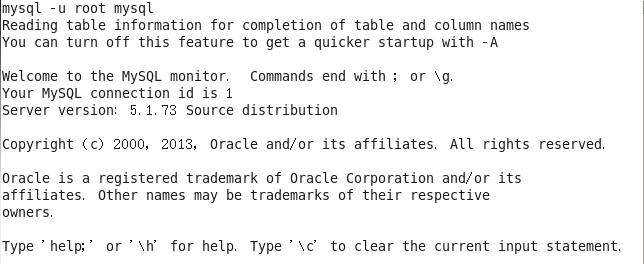 mysql -u root mysql
Reading table information for completion of table and column names
You can turn off this feature to get a quicker startup with -A
Welcome to the MySQL monitor.  Commands end with ; or \g.
Your MySQL connection id is 1
Server version: 5.1.73 Source distribution
Copyright (c) 2000, 2013, Oracle and/or its affiliates. All rights reserved.
Oracle is a registered trademark of Oracle Corporation and/or its
affiliates. Other names may be trademarks of their respective
owners.
Type 'help;' or '\h' for help. Type '\c' to clear the current input statement.